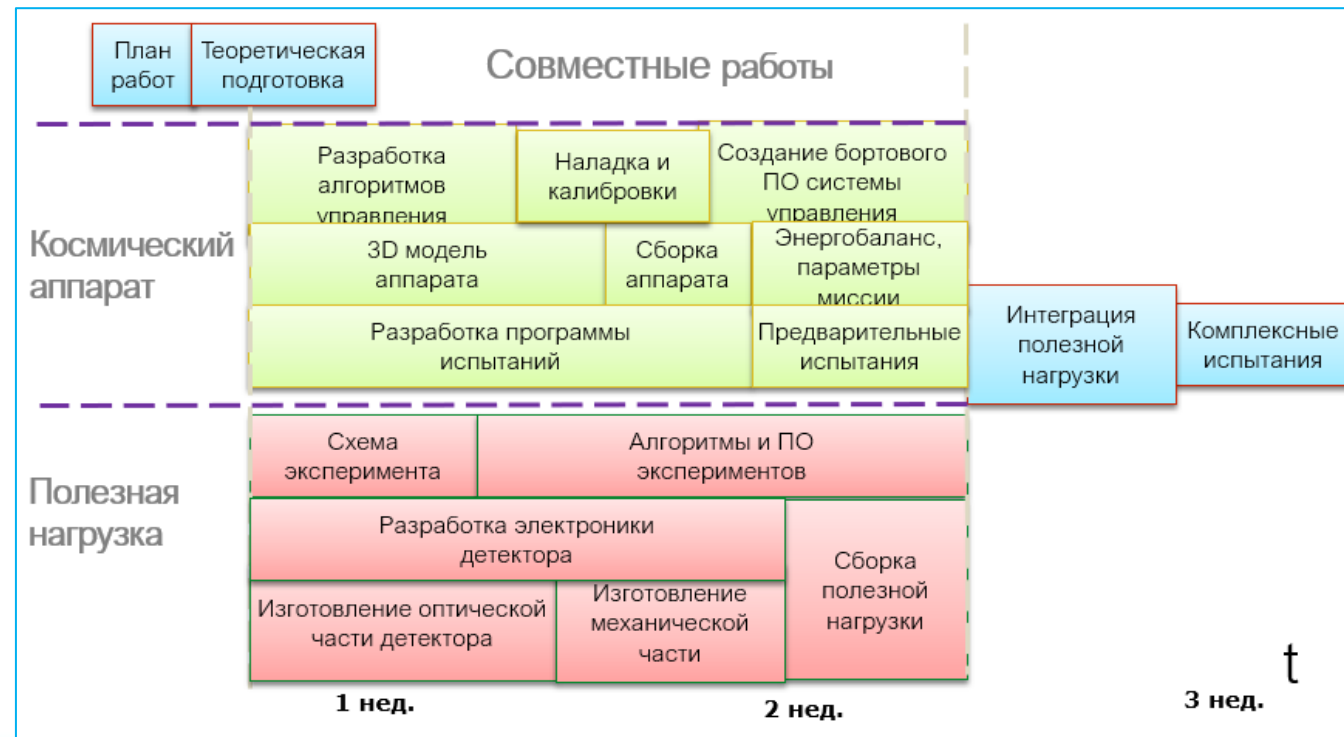 План
работ
Теоретическая
подготовка
Совместные работы
Разработка
алгоритмов
управления
Наладка и
калибровки
Создание бортового
ПО системы
управления
Космический
аппарат
3D модель
аппарата
Сборка
аппарата
Энергобаланс,
параметры
миссии
Разработка программы
испытаний
Предварительные
испытания
Интеграция
полезной
нагрузки
Комплексные
испытания
Полезная
нагрузка
Схема
эксперимента
Алгоритмы и ПО
экспериментов
Разработка электроники
детектора
Сборка
полезной
нагрузки
Изготовление оптической
части детектора
Изготовление
механической
части
t
1 нед.
2 нед.
3 нед.